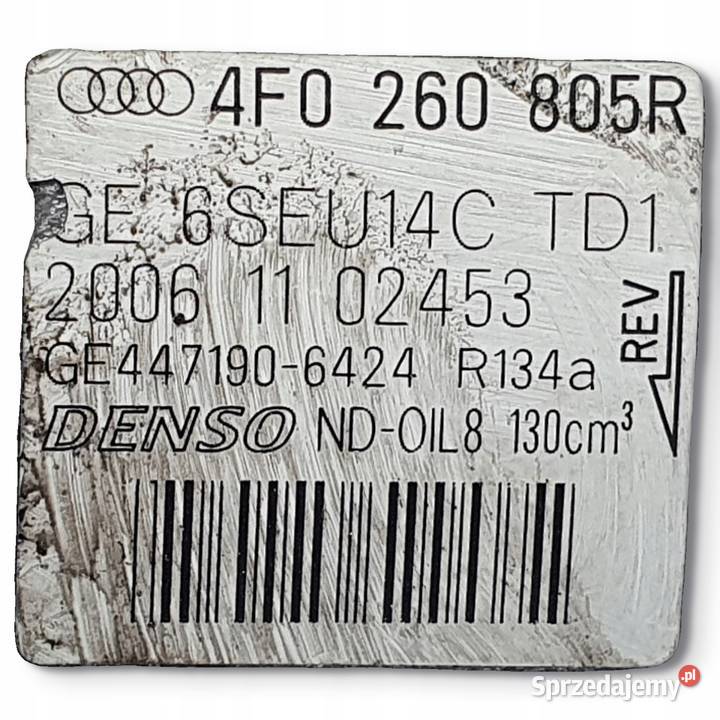 4F0 260 805R
GE 6SEU14C TD1
2006 11 02453
GE447190-6424 R134a
REV
DENSO ND-OIL8 130cm³
Sprzedajemy.pl